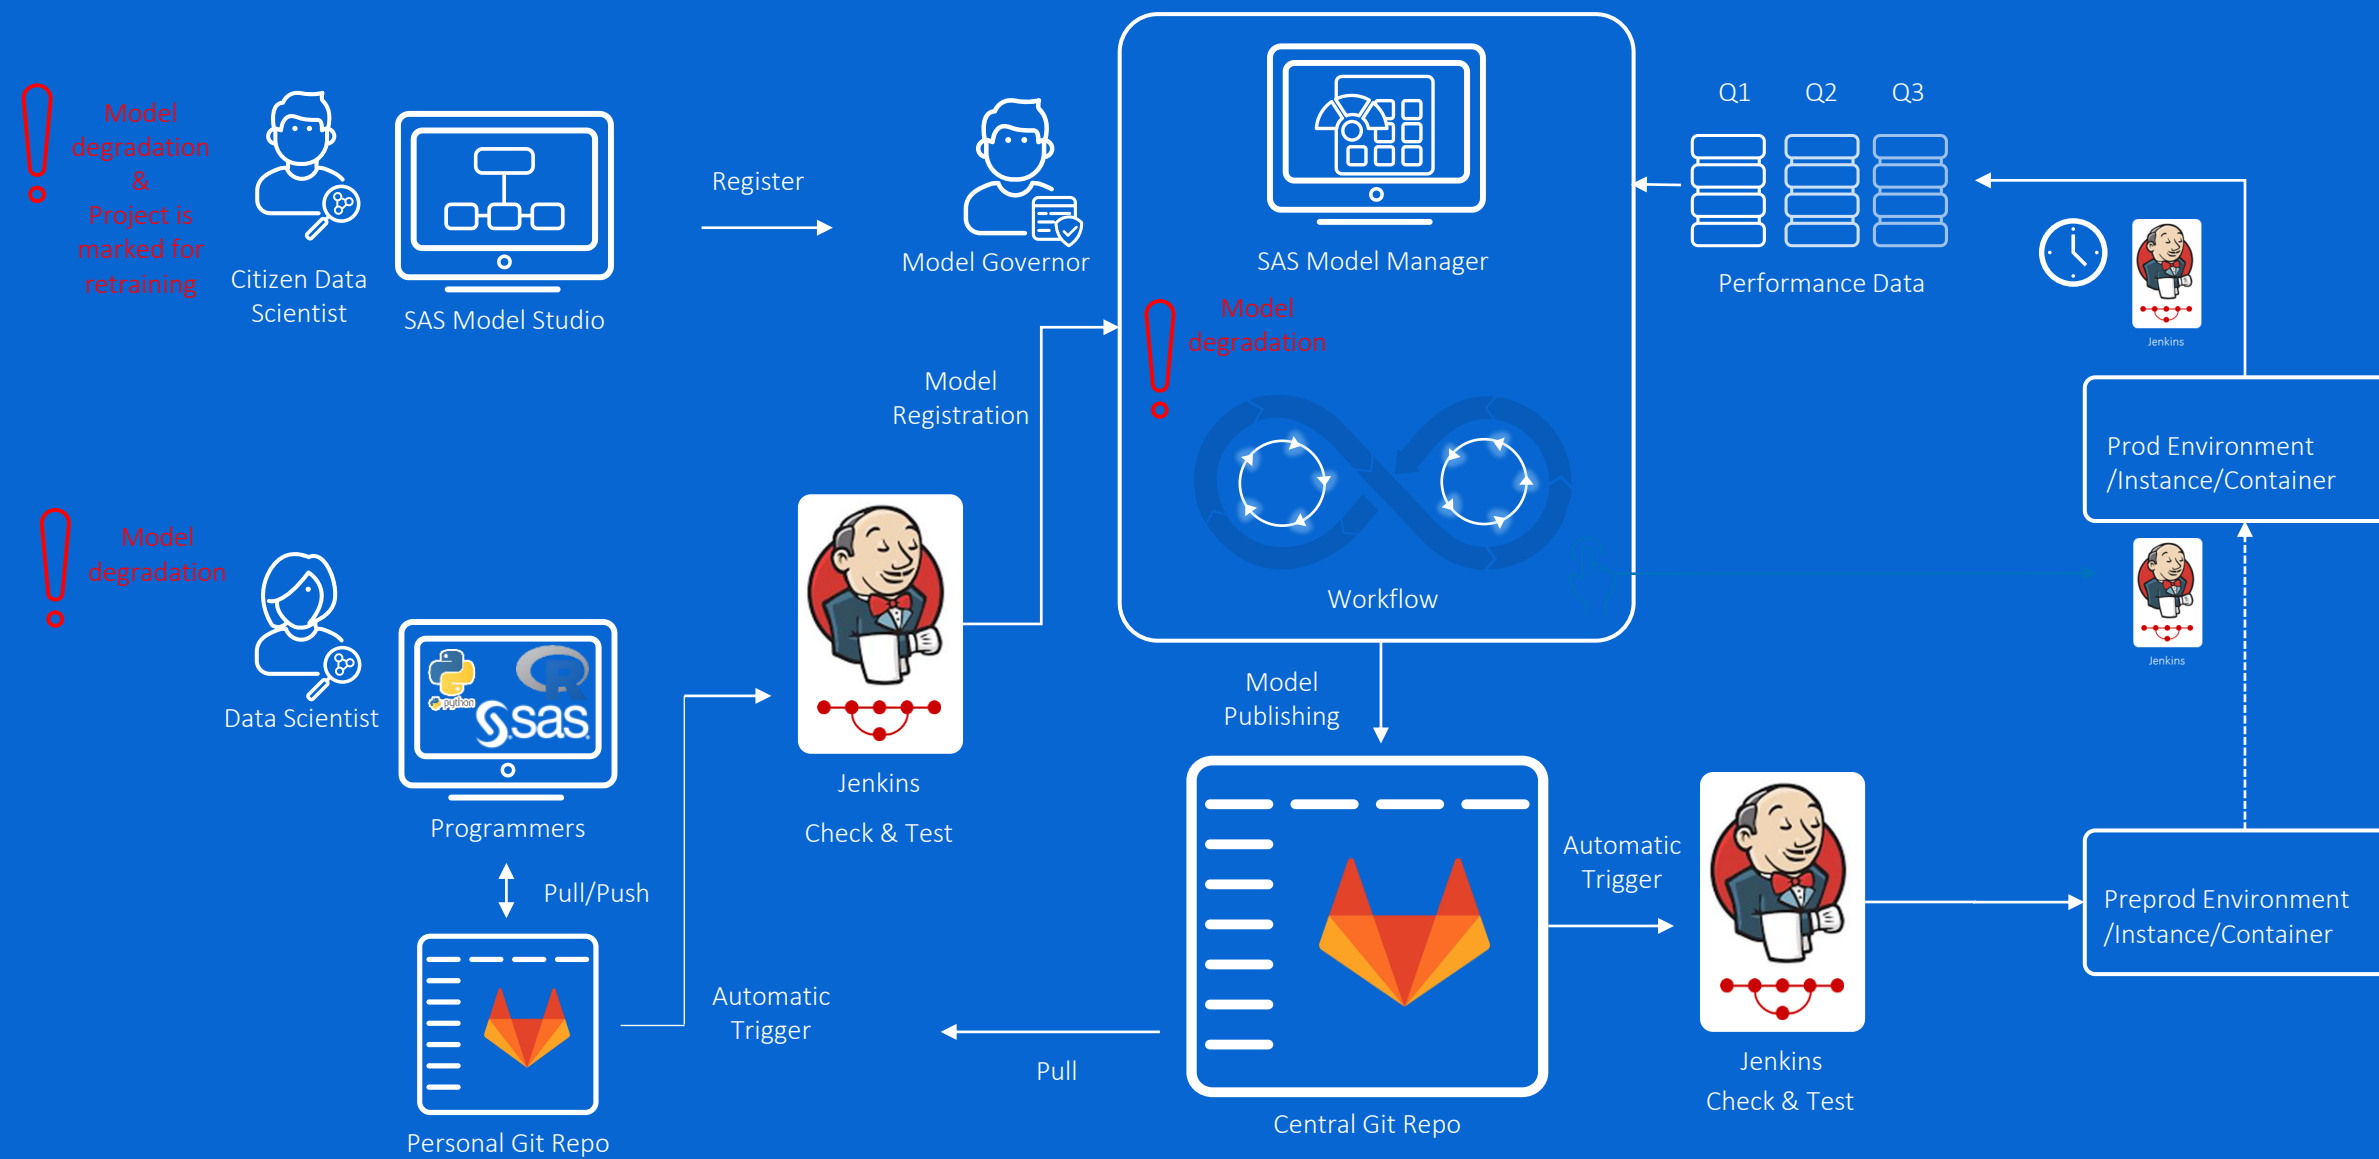 Model
degradation
&
Project is
marked for
retraining
Citizen Data
Scientist
SAS Model Studio
Register
Model Governor
SAS Model Manager
Q1
Q2
Q3
Performance Data
Jenkins
Model
degradation
Model
Registration
Workflow
Prod Environment
/Instance/Container
Jenkins
Model
degradation
Data Scientist
python
R
sas
Programmers
Pull/Push
Personal Git Repo
Automatic
Trigger
Jenkins
Check & Test
Model
Publishing
Pull
Central Git Repo
Automatic
Trigger
Jenkins
Check & Test
Preprod Environment
/Instance/Container